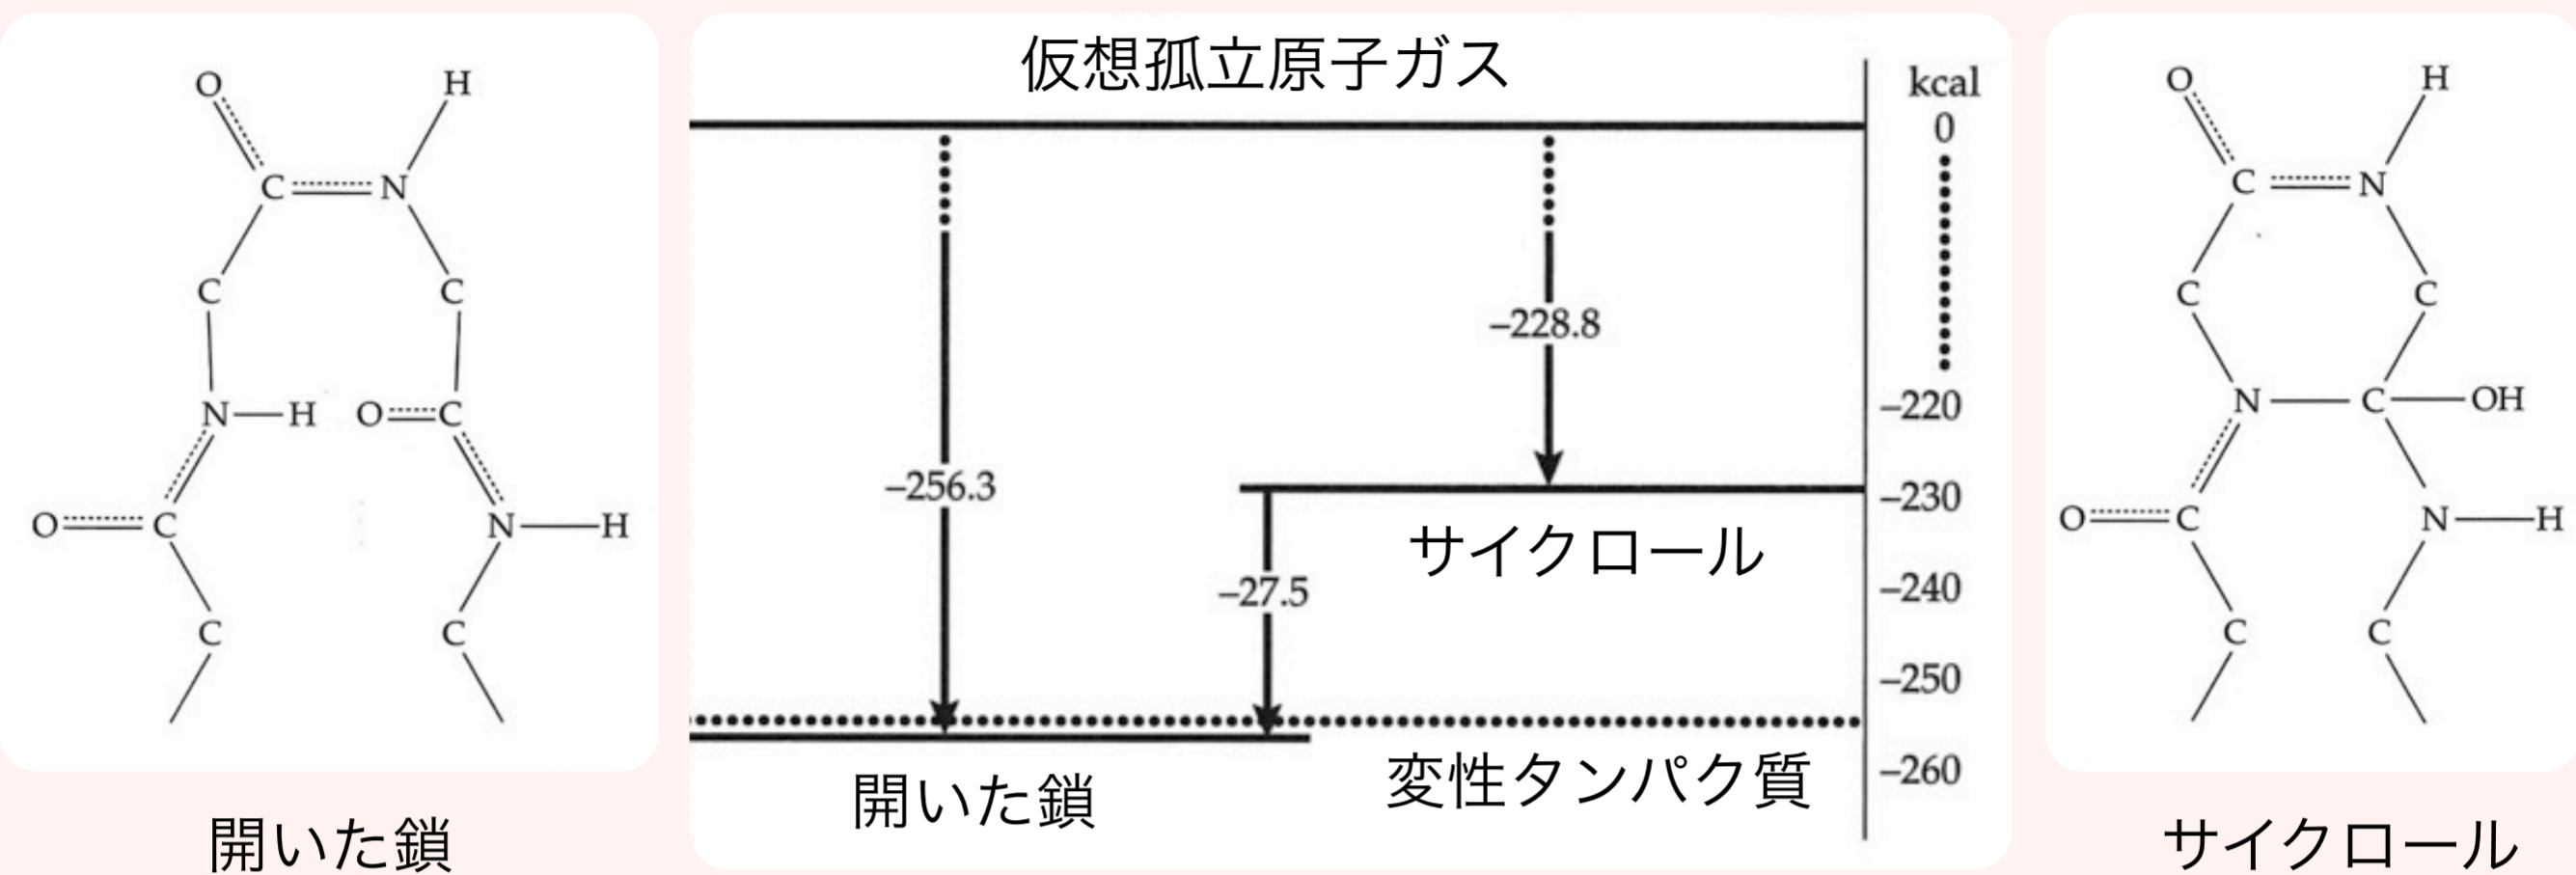 O H
C N
C C
N H O C
O C N H
C C
開いた鎖
仮想孤立原子ガス
kcal
0
–228.8
–220
–256.3
–230
サイクロール
–27.5
–240
–250
変性タンパク質
–260
開いた鎖
O H
C N
C C
N C OH
O C N H
C C
サイクロール